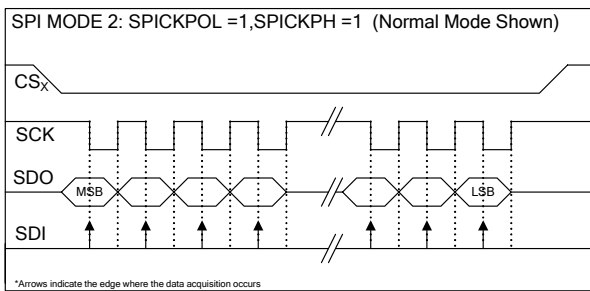 SPI MODE 2: SPICKPOL =1,SPICKPH =1 (Normal Mode Shown)
CSX
SCK
SDO
MSB
LSB
SDI
*Arrows indicate the edge where the data acquisition occurs